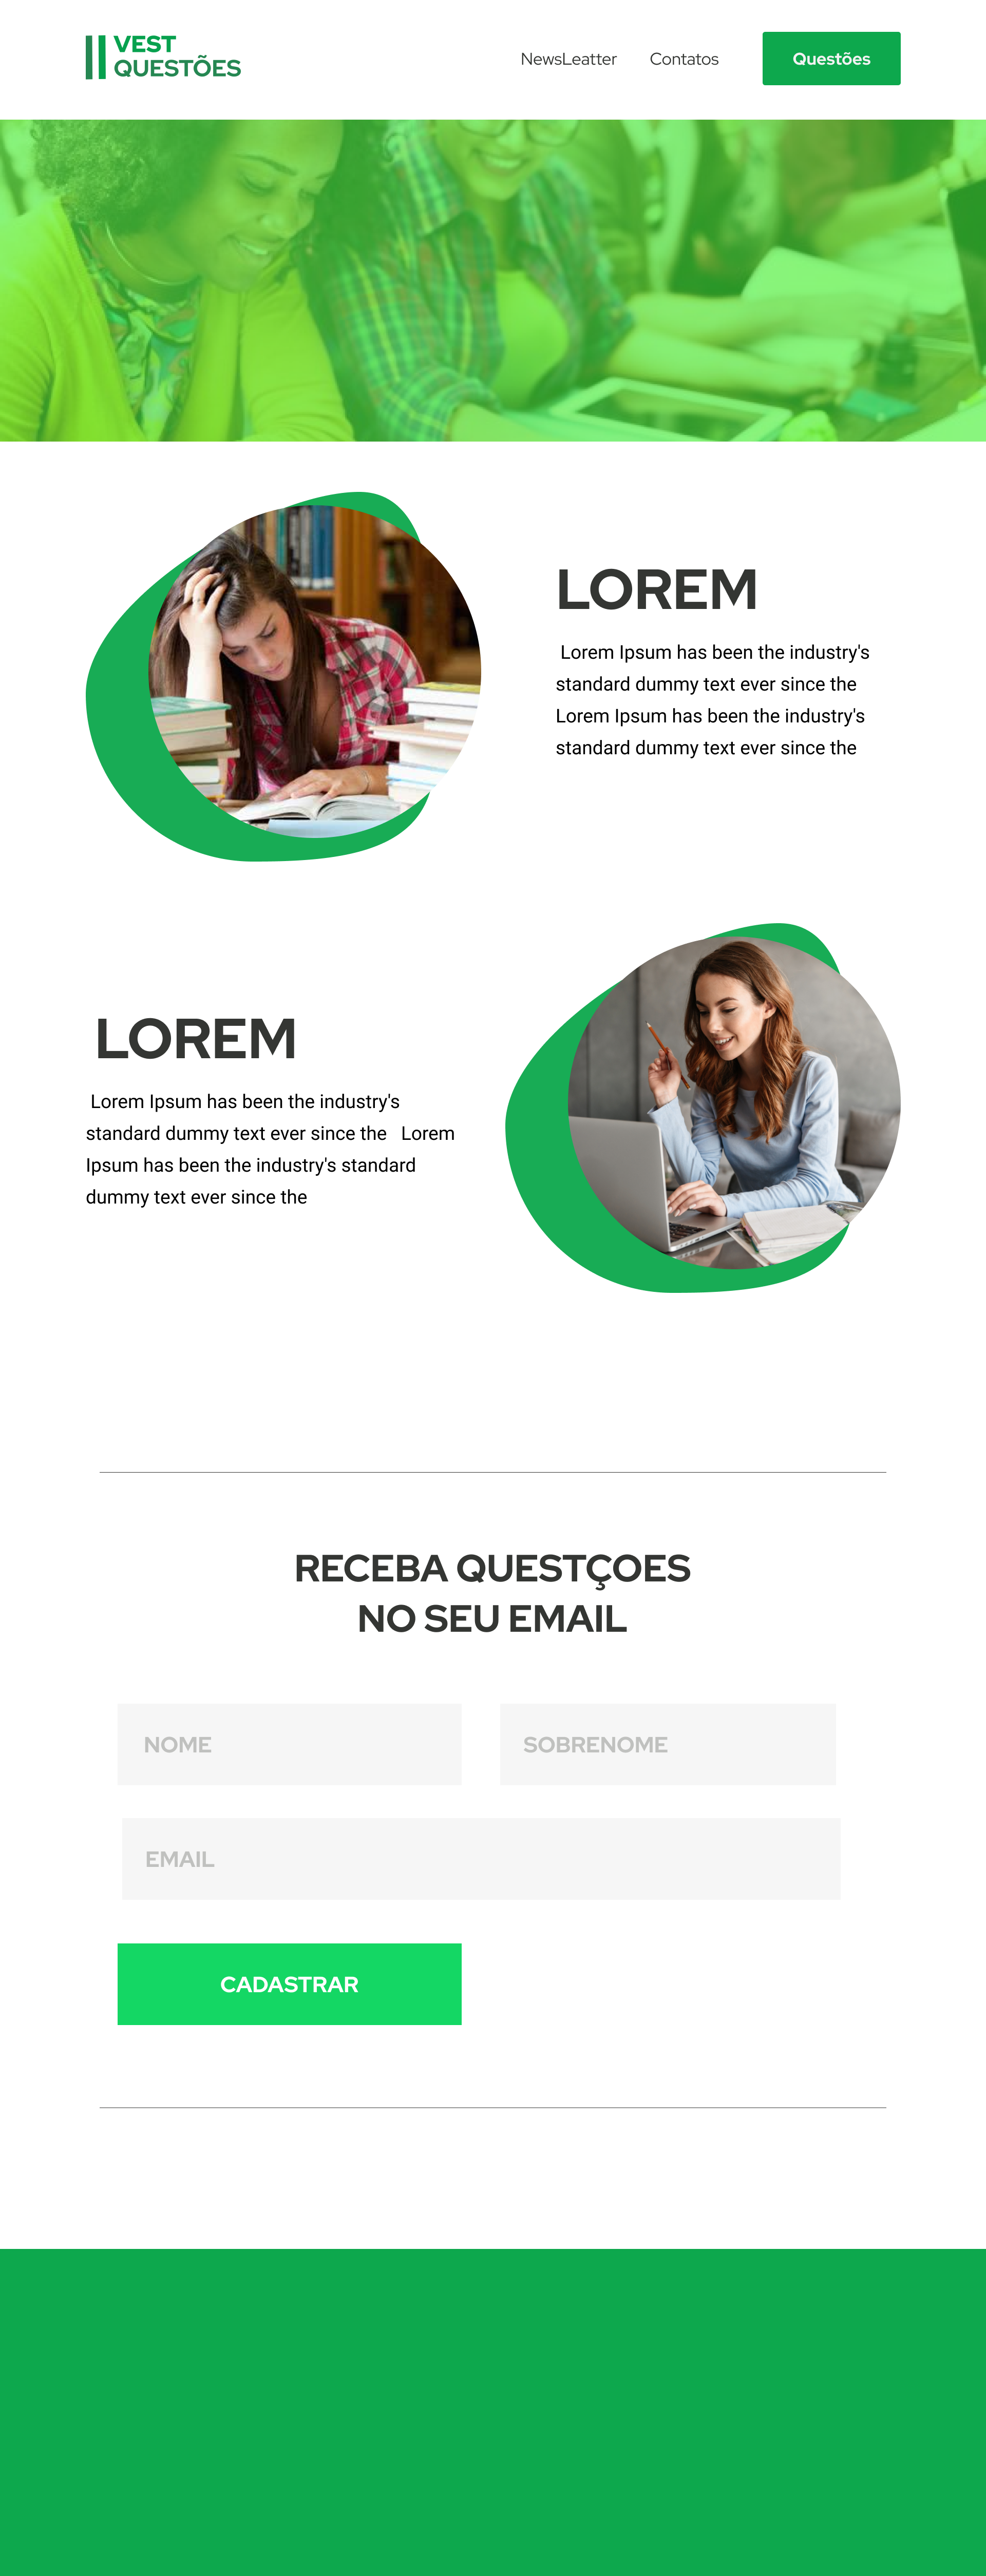 VEST
QUESTÕES
NewsLeatter
Contatos
Questões
LOREM
Lorem Ipsum has been the industry's
standard dummy text ever since the
Lorem Ipsum has been the industry's
standard dummy text ever since the
LOREM
Lorem Ipsum has been the industry's
standard dummy text ever since the Lorem
Ipsum has been the industry's standard
dummy text ever since the
RECEBA QUESTÇOES
NO SEU EMAIL
NOME
SOBRENOME
EMAIL
CADASTRAR